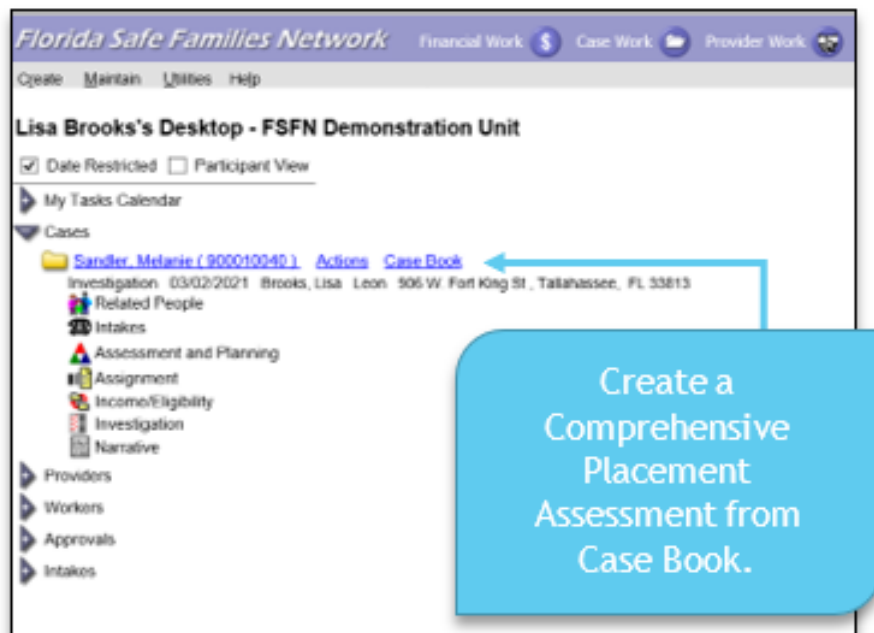 Florida Safe Families Network Financial Work $ Case Work Provider Work
Create Maintain Utilities Help
Lisa Brooks's Desktop - FSFN Demonstration Unit
Date Restricted Participant View
My Tasks Calendar
Cases
Sandler, Melanie ( 900010040 ) Actions Case Book
Investigation 03/02/2021 Brooks, Lisa Leon 506 W. Fort King St , Tallahassee, FL 33813
Related People
Intakes
Assessment and Planning
Assignment
Income/Eligibility
Investigation
Narrative
Providers
Workers
Approvals
Intakes
Create a
Comprehensive
Placement
Assessment from
Case Book.